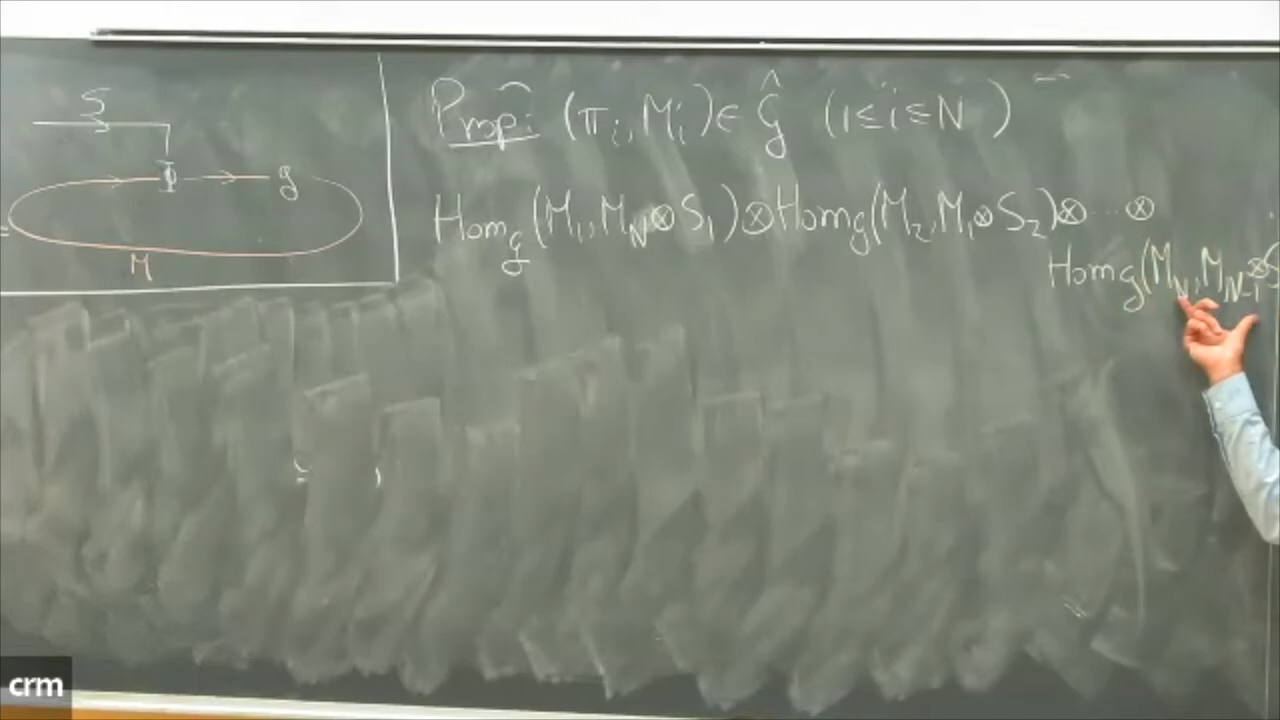 S
Φ g
M
Prop: (π_i, M_i) ∈ Ĝ (1≤i≤N)
Hom_g(M_1, M_N⊗S_1)⊗Hom_g(M_2, M_1⊗S_2)⊗...⊗
Hom_g(M_N, M_{N-1}⊗S
crm